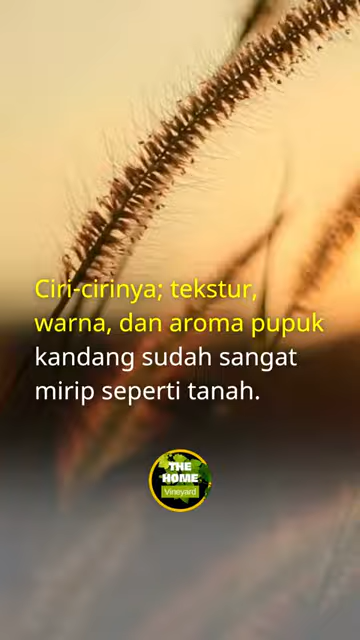 Ciri-cirinya; tekstur,
warna, dan aroma pupuk
kandang sudah sangat
mirip seperti tanah.
THE
HOME
Vineyard